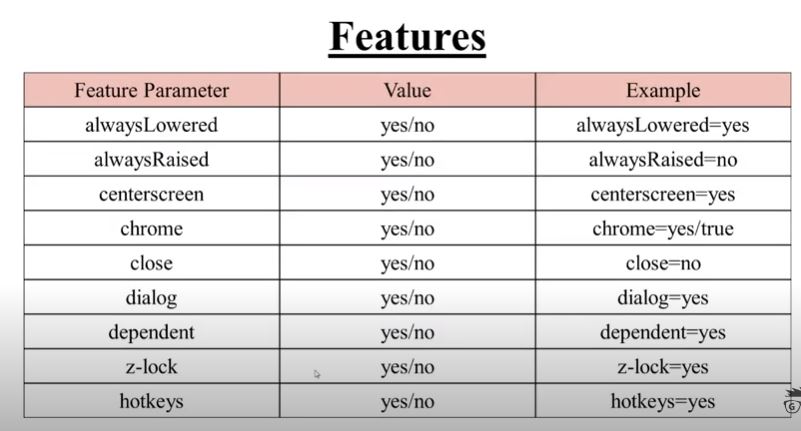 Features
Feature Parameter Value Example
alwaysLowered yes/no alwaysLowered=yes
alwaysRaised yes/no alwaysRaised=no
centerscreen yes/no centerscreen=yes
chrome yes/no chrome=yes/true
close yes/no close=no
dialog yes/no dialog=yes
dependent yes/no dependent=yes
z-lock yes/no z-lock=yes
hotkeys yes/no hotkeys=yes
G